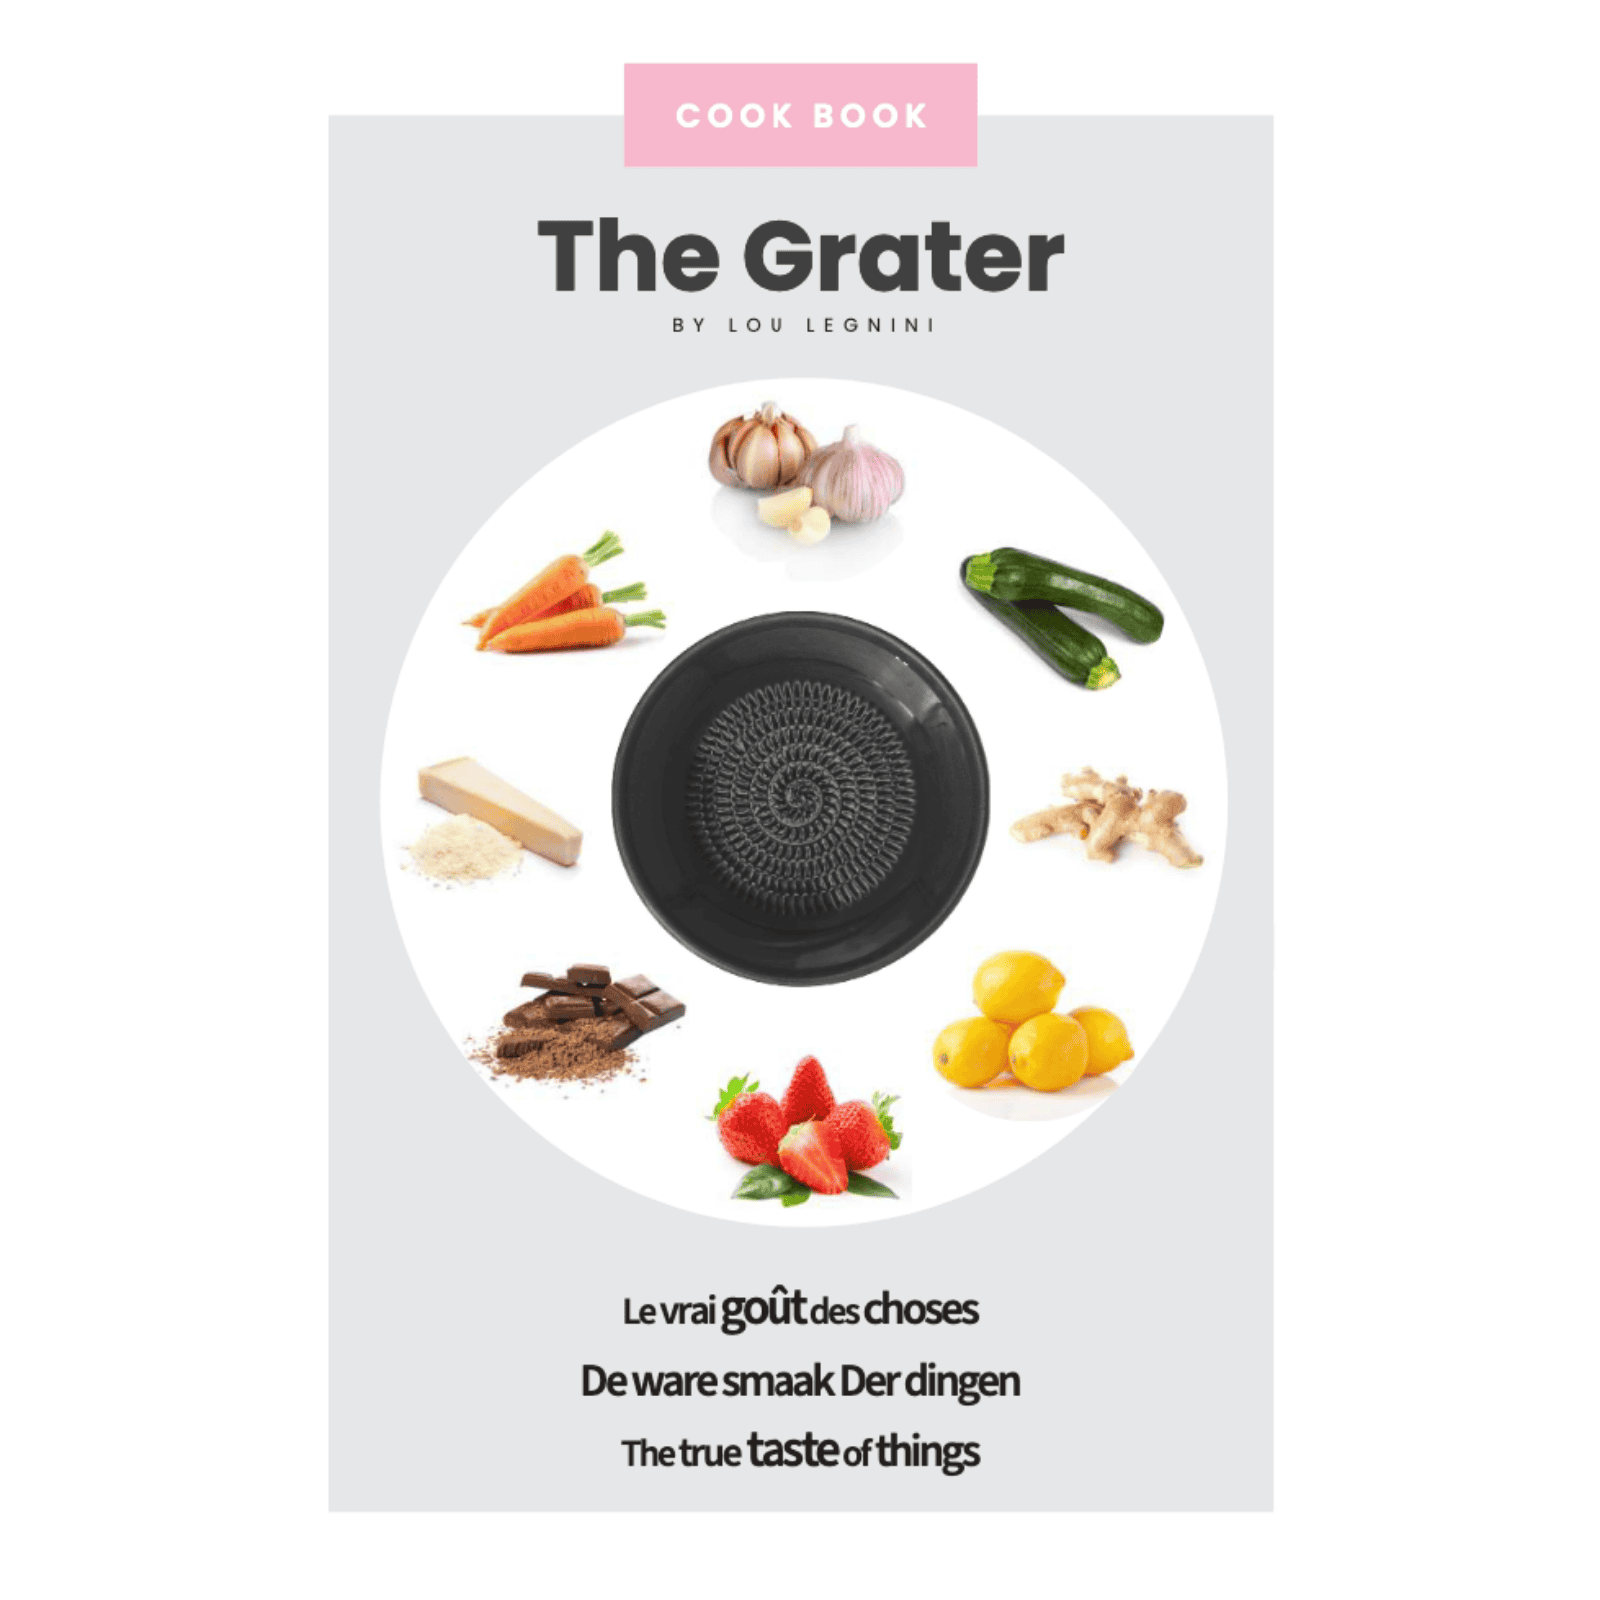 COOK BOOK
The Grater
BY LOU LEGNINI
Le vrai goût des choses
De ware smaak Der dingen
The true taste of things